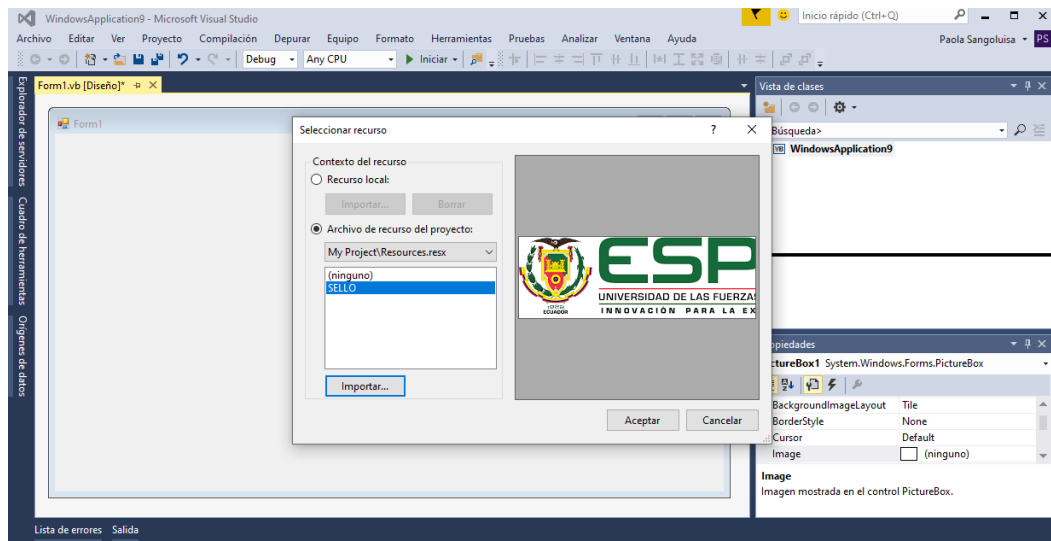 WindowsApplication9 - Microsoft Visual Studio
Inicio rápido (Ctrl+Q)
Archivo Editar Ver Proyecto Compilación Depurar Equipo Formato Herramientas Pruebas Analizar Ventana Ayuda
Paola Sangoluisa PS
Debug Any CPU Iniciar
Explorador de servidores
Cuadro de herramientas
Orígenes de datos
Form1.vb [Diseño]*
Form1
Seleccionar recurso
Contexto del recurso
Recurso local:
Importar... Borrar
Archivo de recurso del proyecto:
My Project\Resources.resx
(ninguno)
SELLO
Importar...
ESP
UNIVERSIDAD DE LAS FUERZA
INNOVACIÓN PARA LA EX
1922
ECUADOR
Aceptar Cancelar
Vista de clases
Búsqueda>
VB WindowsApplication9
opiedades
ctureBox1 System.Windows.Forms.PictureBox
BackgroundImageLayout Tile
BorderStyle None
Cursor Default
Image (ninguno)
Image
Imagen mostrada en el control PictureBox.
Lista de errores Salida